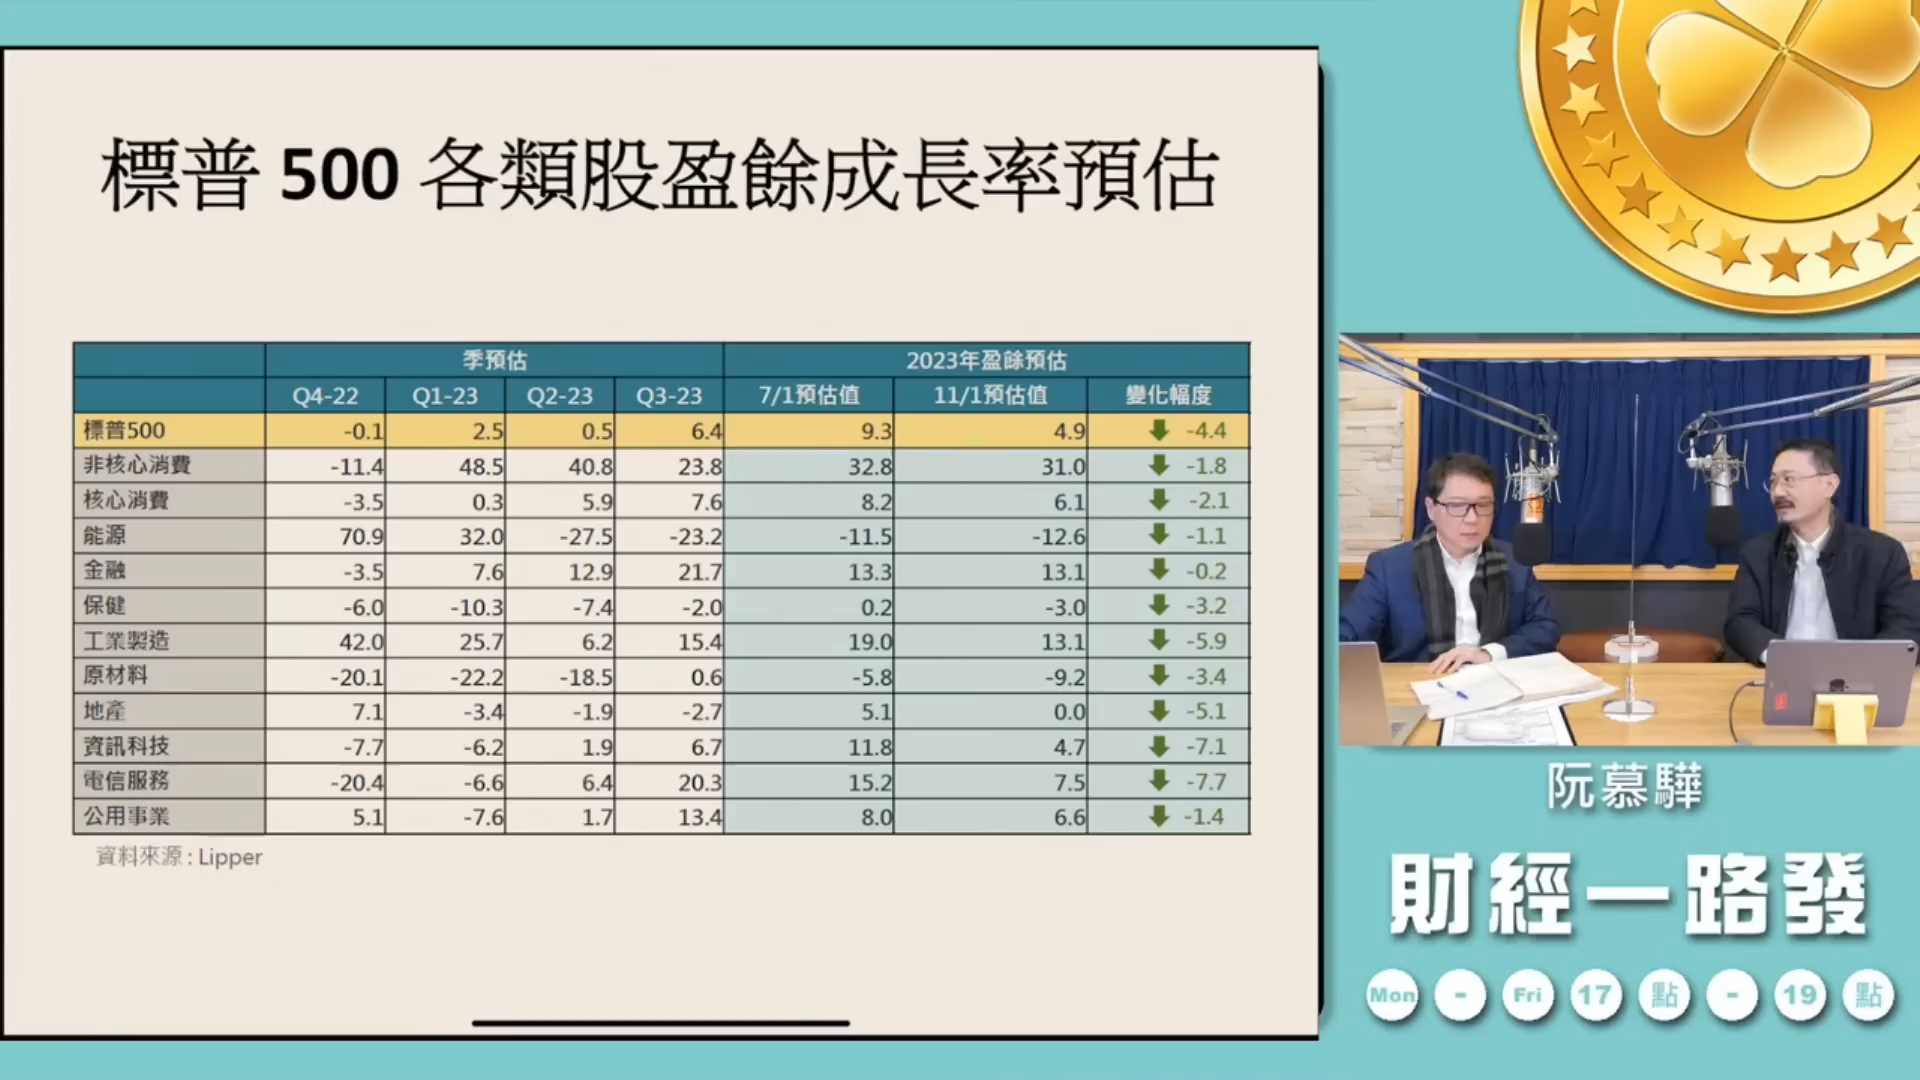 標普 500 各類股盈餘成長率預估
季預估 2023年盈餘預估
Q4-22 Q1-23 Q2-23 Q3-23 7/1預估值 11/1預估值 變化幅度
標普500 -0.1 2.5 0.5 6.4 9.3 4.9 -4.4
非核心消費 -11.4 48.5 40.8 23.8 32.8 31.0 -1.8
核心消費 -3.5 0.3 5.9 7.6 8.2 6.1 -2.1
能源 70.9 32.0 -27.5 -23.2 -11.5 -12.6 -1.1
金融 -3.5 7.6 12.9 21.7 13.3 13.1 -0.2
保健 -6.0 -10.3 -7.4 -2.0 0.2 -3.0 -3.2
工業製造 42.0 25.7 6.2 15.4 19.0 13.1 -5.9
原材料 -20.1 -22.2 -18.5 0.6 -5.8 -9.2 -3.4
地產 7.1 -3.4 -1.9 -2.7 5.1 0.0 -5.1
資訊科技 -7.7 -6.2 1.9 6.7 11.8 4.7 -7.1
電信服務 -20.4 -6.6 6.4 20.3 15.2 7.5 -7.7
公用事業 5.1 -7.6 1.7 13.4 8.0 6.6 -1.4
資料來源 : Lipper
阮慕驊
財經一路發
Mon - Fri 17 點 - 19 點